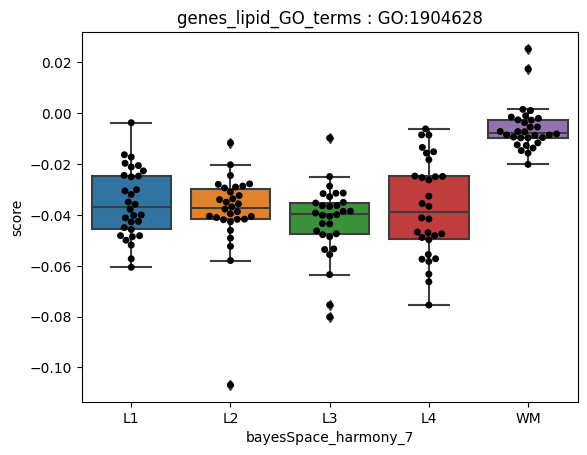 genes_lipid_GO_terms : GO:1904628
0.02
0.00
−0.02
−0.04
−0.06
−0.08
−0.10
score
L1 L2 L3 L4 WM
bayesSpace_harmony_7